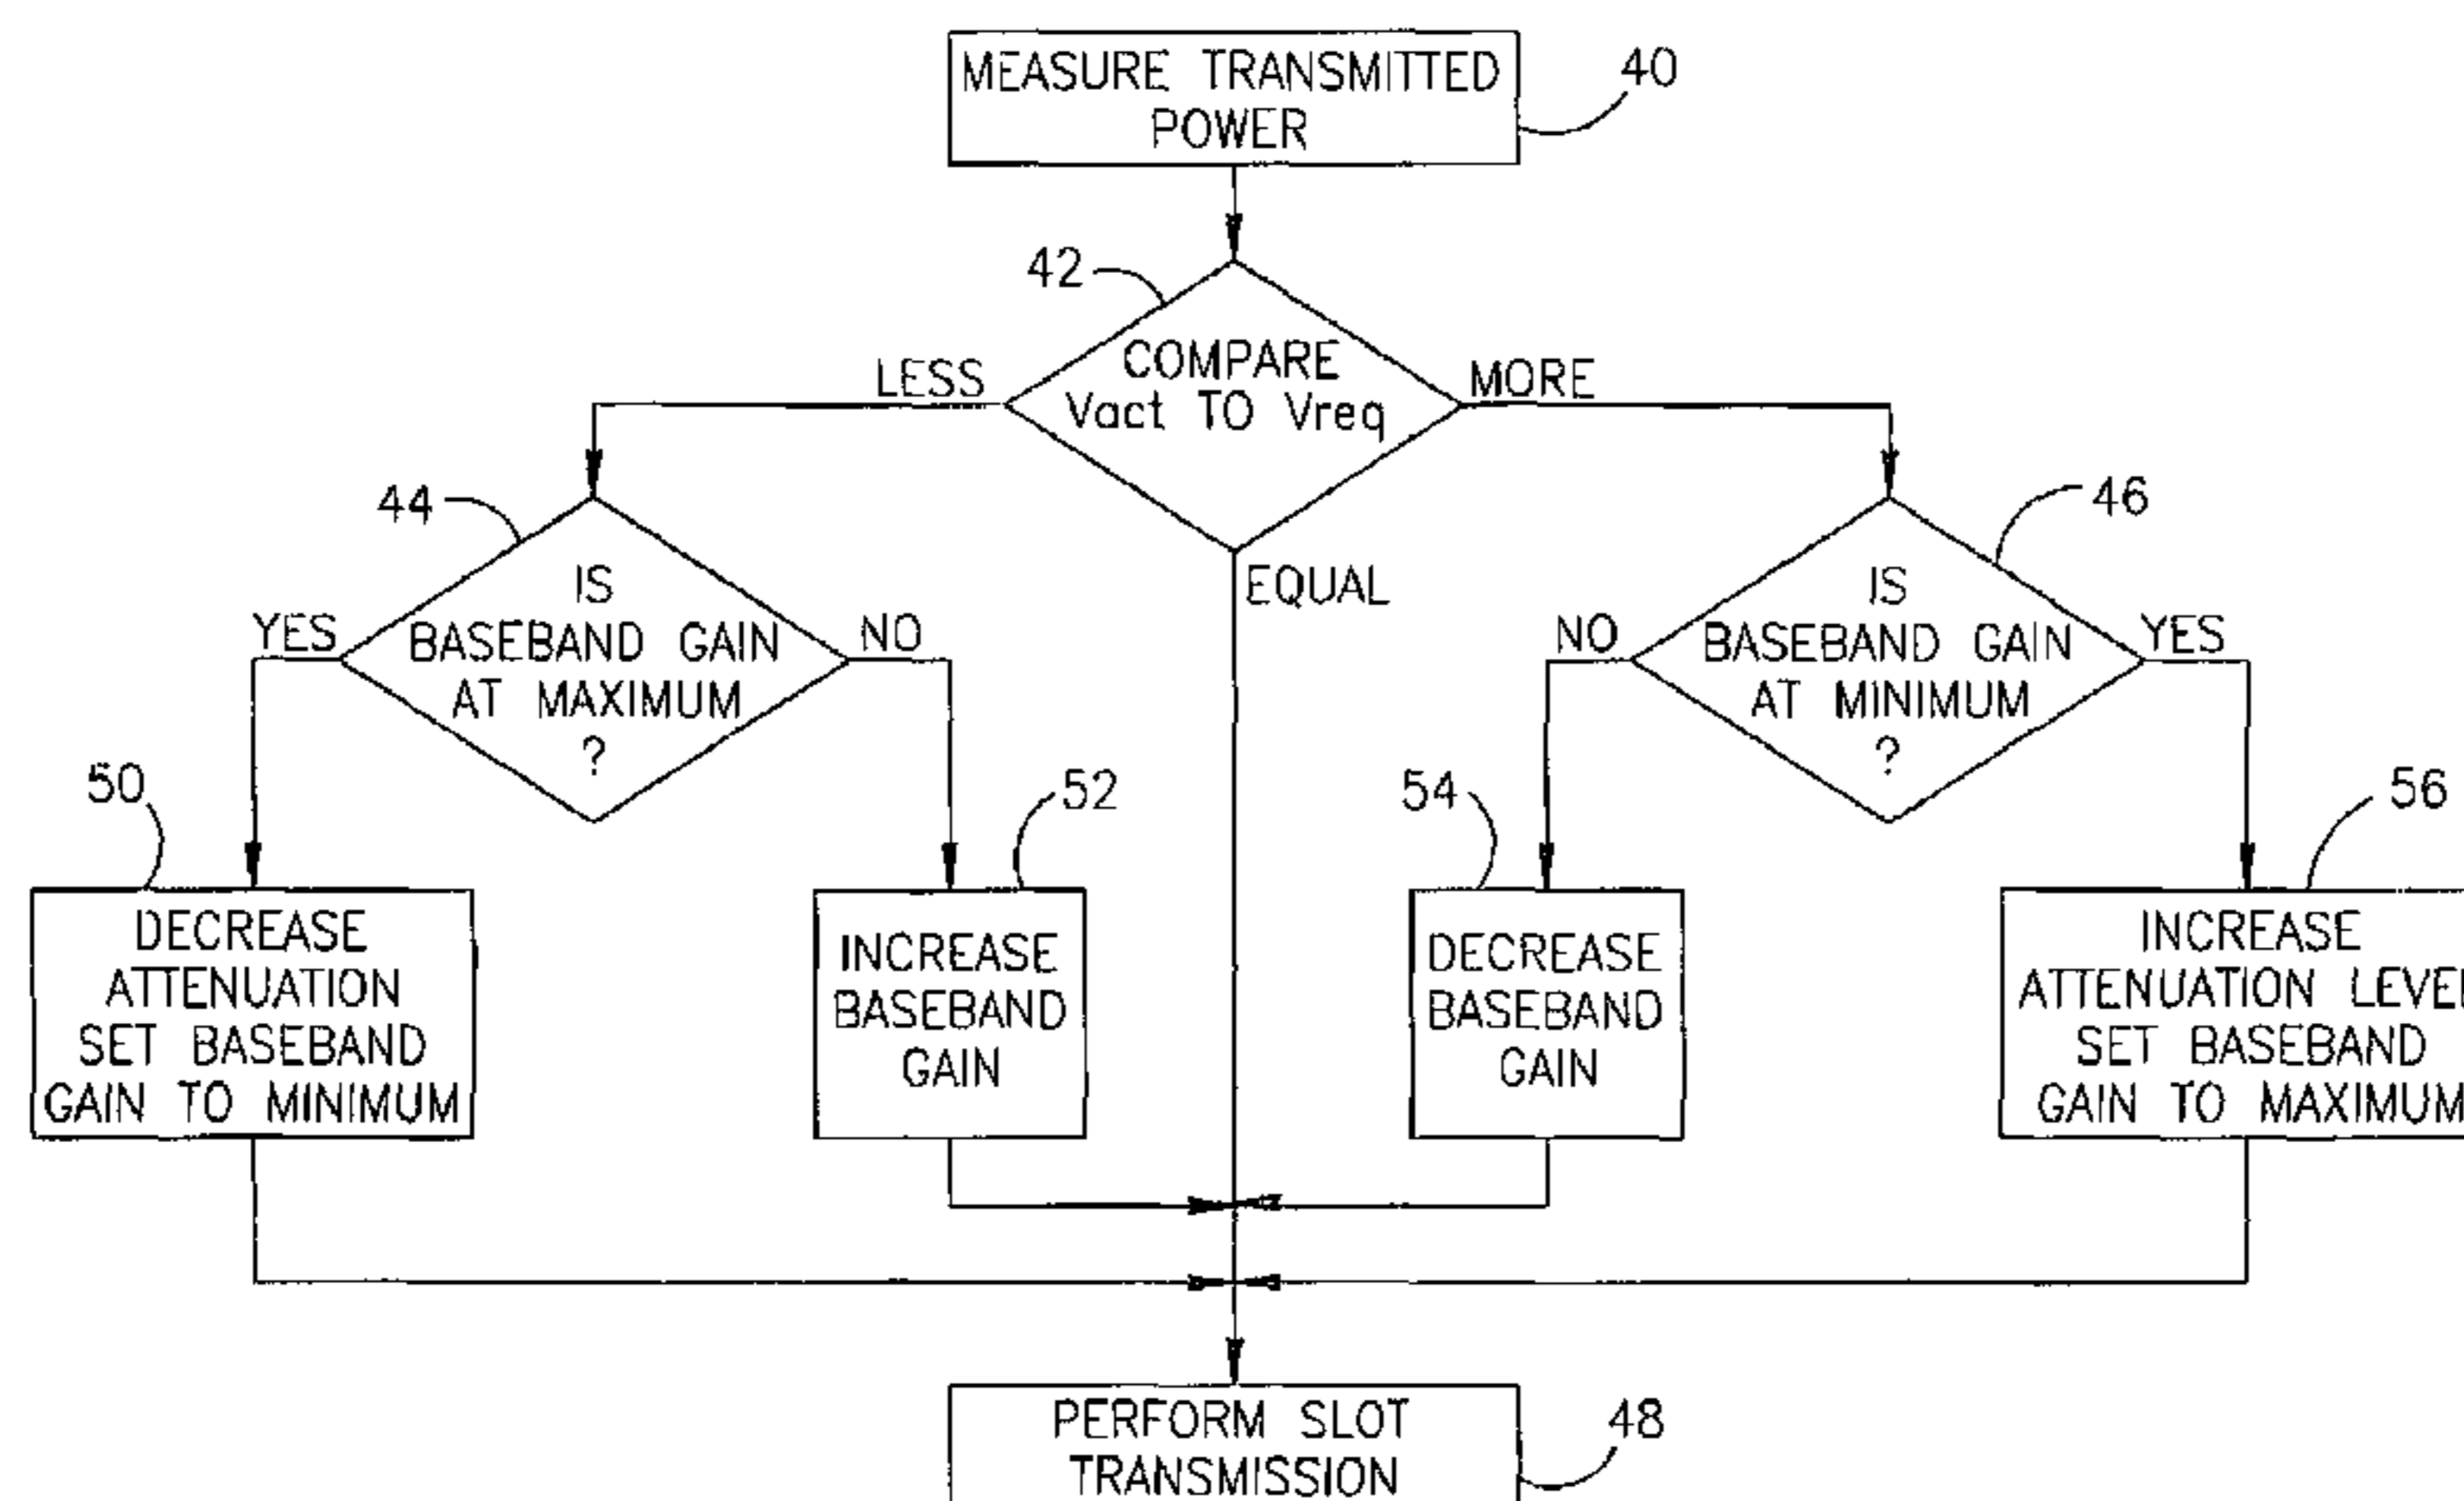 MEASURE TRANSMITTED
POWER
40
42
COMPARE
Vact TO Vreq
LESS
MORE
EQUAL
44
IS
BASEBAND GAIN
AT MAXIMUM
?
YES
NO
46
IS
BASEBAND GAIN
AT MINIMUM
?
NO
YES
50
DECREASE
ATTENUATION
SET BASEBAND
GAIN TO MINIMUM
52
INCREASE
BASEBAND
GAIN
54
DECREASE
BASEBAND
GAIN
56
INCREASE
ATTENUATION LEVEL
SET BASEBAND
GAIN TO MAXIMUM
PERFORM SLOT
TRANSMISSION
48